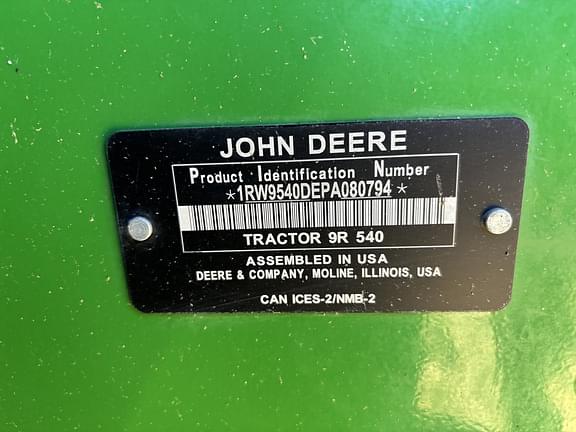 JOHN DEERE
Product Identification Number
*1RW9540DEPA080794*
TRACTOR 9R 540
ASSEMBLED IN USA
DEERE & COMPANY, MOLINE, ILLINOIS, USA
CAN ICES-2/NMB-2